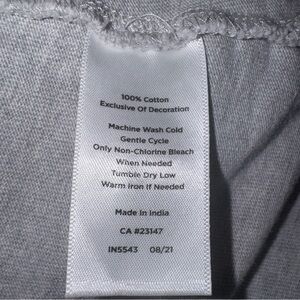 100% Cotton
Exclusive Of Decoration
Machine Wash Cold
Gentle Cycle
Only Non-Chlorine Bleach
When Needed
Tumble Dry Low
Warm Iron If Needed
Made In India
CA #23147
IN5543 08/21